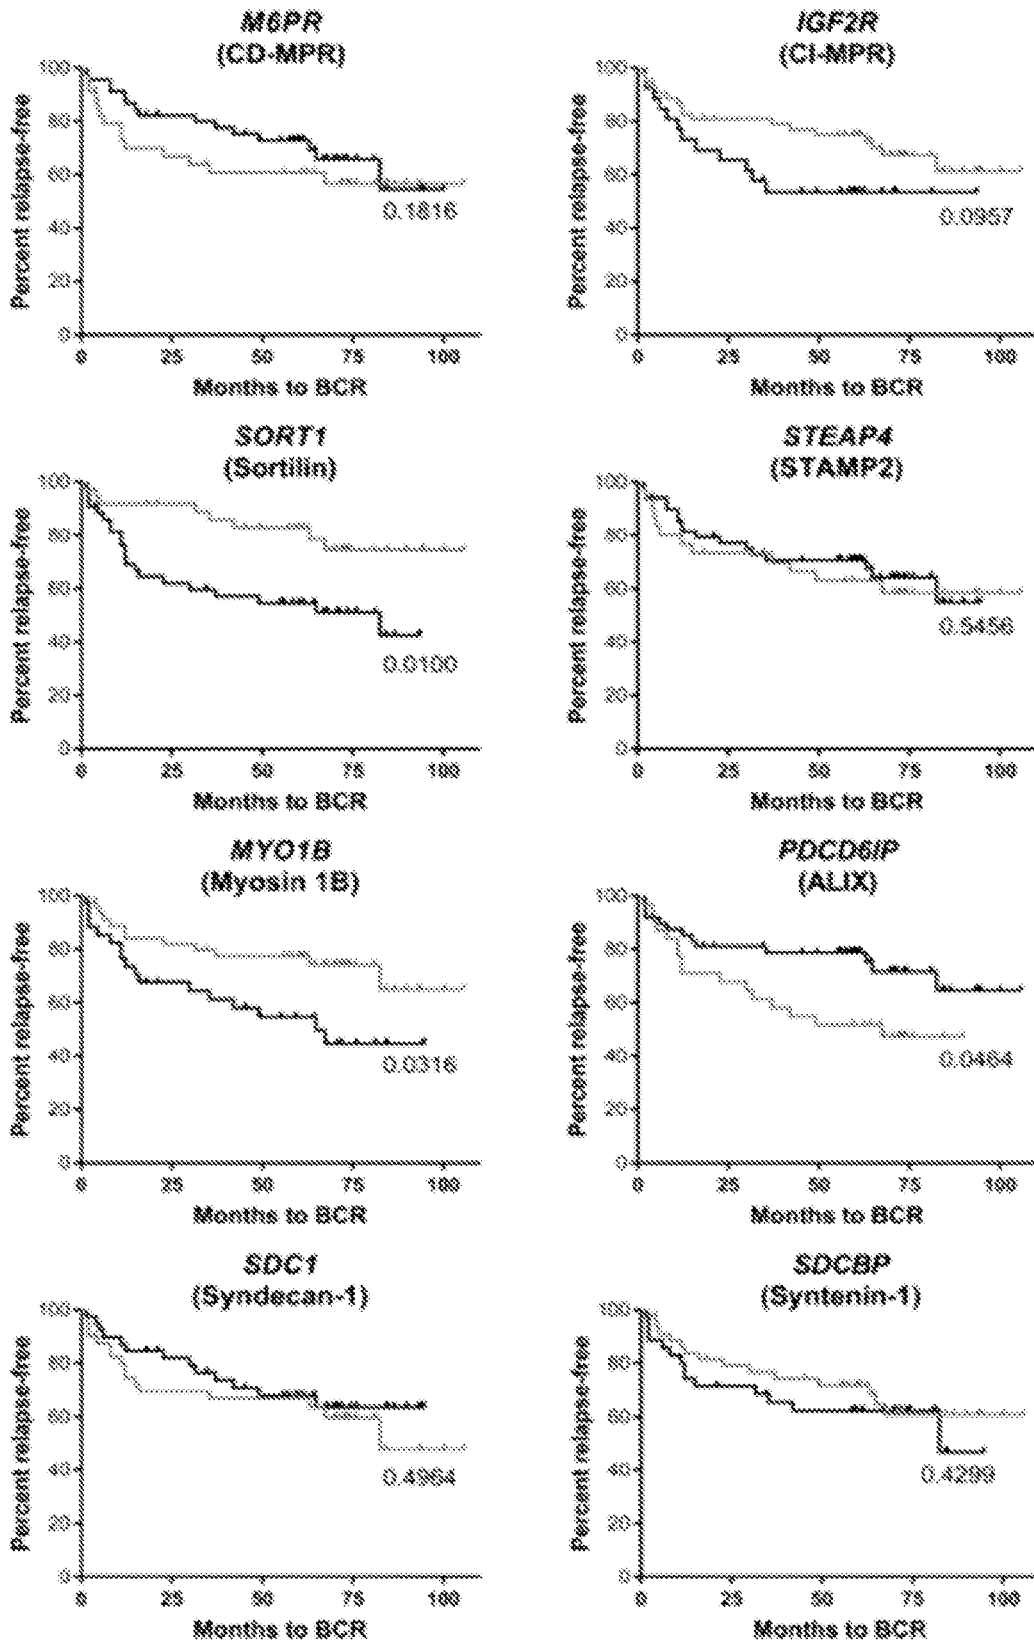 M6PR
(CD-MPR)
Percent relapse-free
100
80
60
40
20
0
0.1816
0 25 50 75 100
Months to BCR
IGF2R
(CI-MPR)
Percent relapse-free
100
80
60
40
20
0
0.0957
0 25 50 75 100
Months to BCR
SORT1
(Sortilin)
Percent relapse-free
100
80
60
40
20
0
0.0100
0 25 50 75 100
Months to BCR
STEAP4
(STAMP2)
Percent relapse-free
100
80
60
40
20
0
0.5456
0 25 50 75 100
Months to BCR
MYO1B
(Myosin 1B)
Percent relapse-free
100
80
60
40
20
0
0.0316
0 25 50 75 100
Months to BCR
PDCD6IP
(ALIX)
Percent relapse-free
100
80
60
40
20
0
0.0464
0 25 50 75 100
Months to BCR
SDC1
(Syndecan-1)
Percent relapse-free
100
80
60
40
20
0
0.4964
0 25 50 75 100
Months to BCR
SDCBP
(Syntenin-1)
Percent relapse-free
100
80
60
40
20
0
0.4299
0 25 50 75 100
Months to BCR